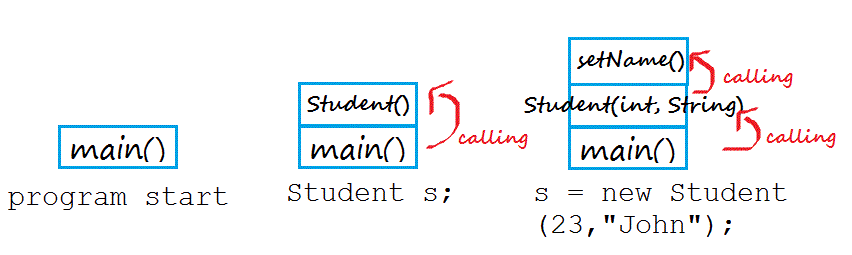 main()
program start
Student()
main()
calling
Student s;
setName()
calling
Student(int, String)
calling
main()
s = new Student
(23,"John");